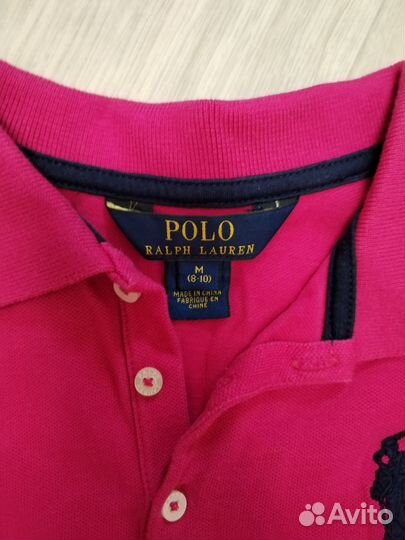 POLO
RALPH LAUREN
M
(8-10)
MADE IN CHINA
FABRIQUE EN
CHINE
Avito